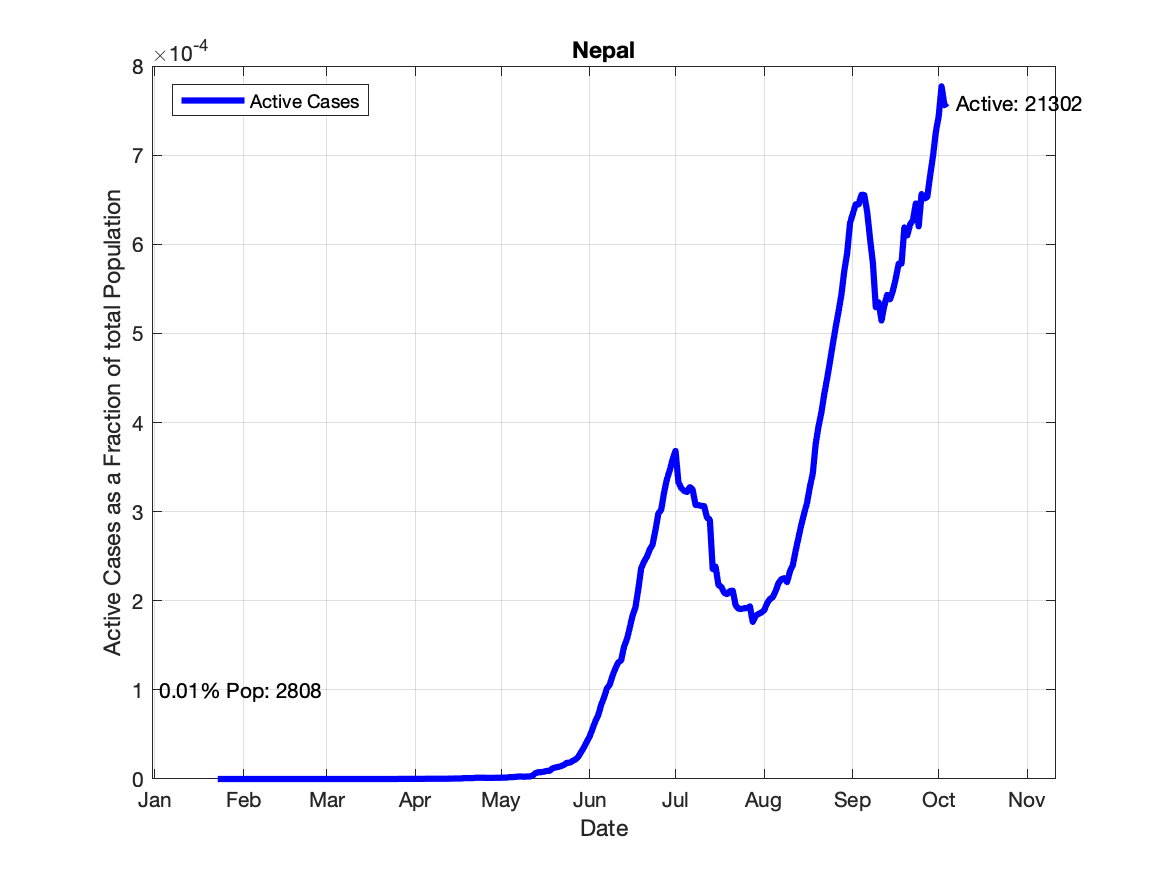 ×10-4
Nepal
8
Active Cases
Active: 21302
7
6
5
4
3
2
1
0.01% Pop: 2808
0
Active Cases as a Fraction of total Population
Jan Feb Mar Apr May Jun Jul Aug Sep Oct Nov
Date